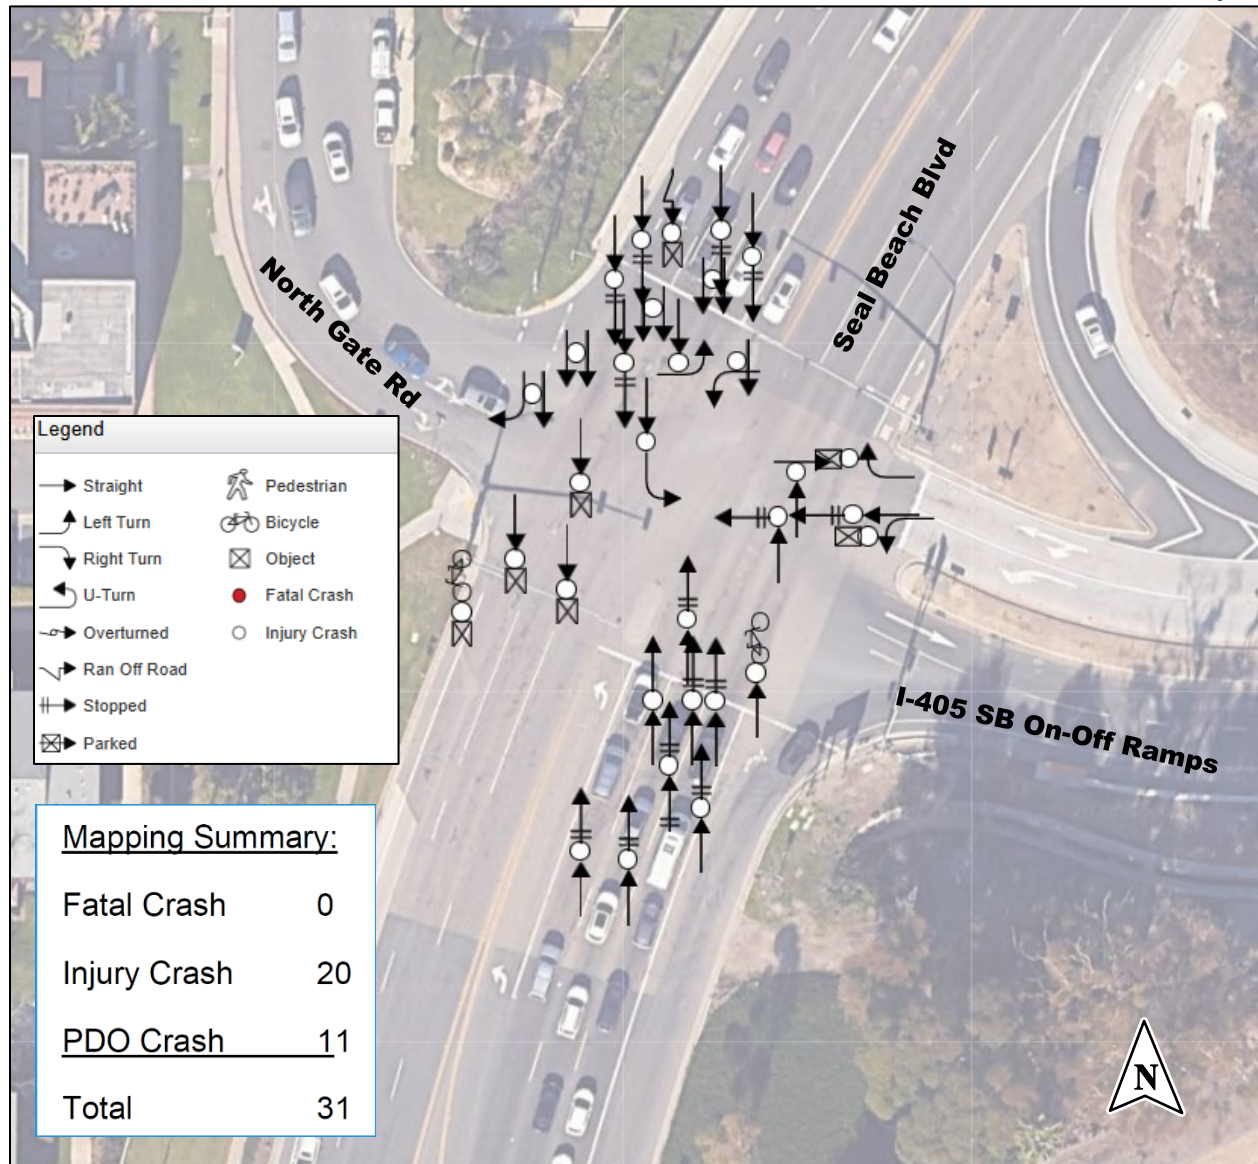 Seal Beach Blvd
North Gate Rd
Legend
Straight
Pedestrian
Left Turn
Bicycle
Right Turn
Object
U-Turn
Fatal Crash
Overturned
Injury Crash
Ran Off Road
Stopped
Parked
I-405 SB On-Off Ramps
Mapping Summary:
Fatal Crash 0
Injury Crash 20
PDO Crash 11
Total 31
N